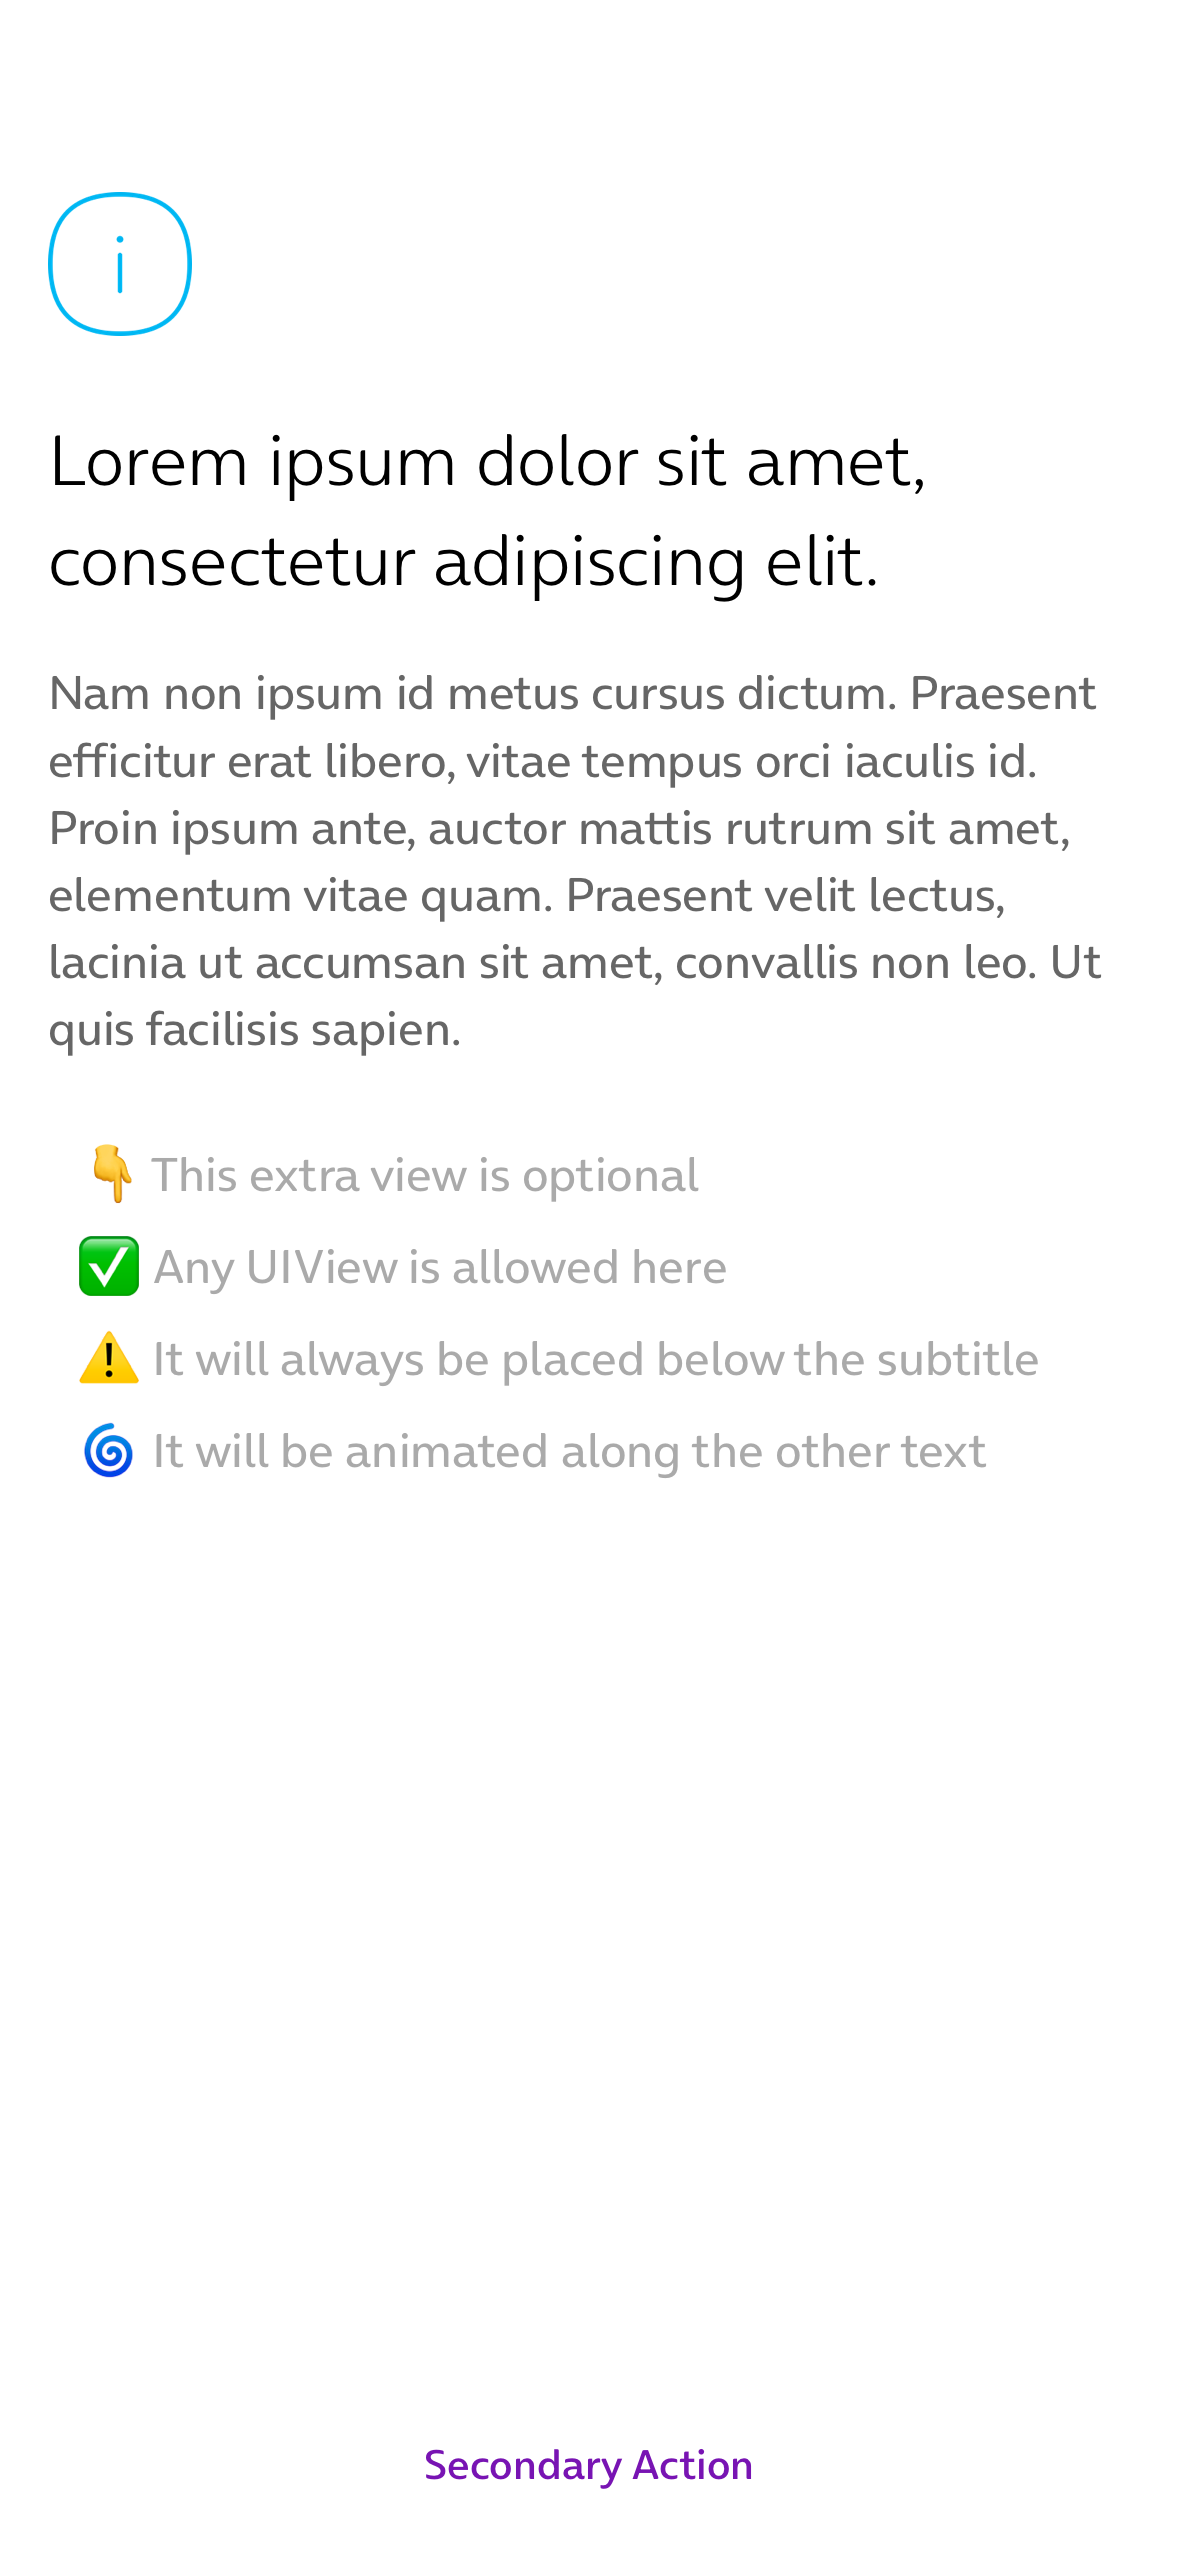 Lorem ipsum dolor sit amet,
consectetur adipiscing elit.
Nam non ipsum id metus cursus dictum. Praesent
efficitur erat libero, vitae tempus orci iaculis id.
Proin ipsum ante, auctor mattis rutrum sit amet,
elementum vitae quam. Praesent velit lectus,
lacinia ut accumsan sit amet, convallis non leo. Ut
quis facilisis sapien.
👇 This extra view is optional
✅ Any UIView is allowed here
⚠️ It will always be placed below the subtitle
🌀 It will be animated along the other text
Secondary Action